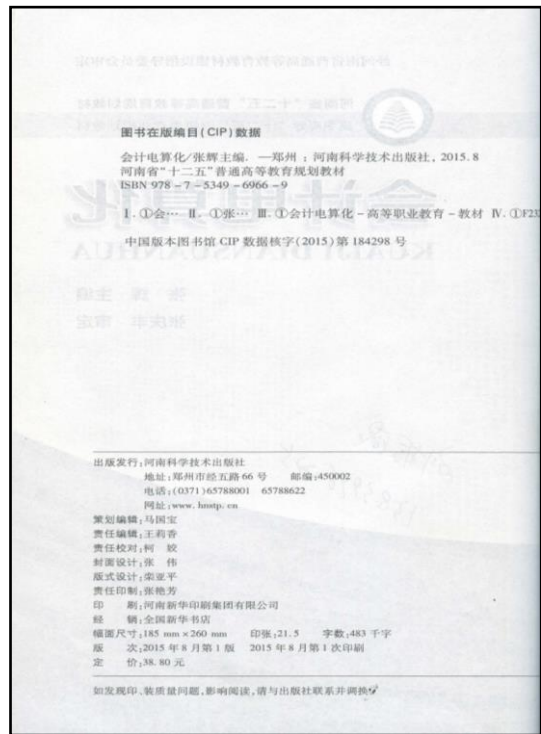 图书在版编目(CIP)数据
会计电算化/张辉主编. —郑州:河南科学技术出版社,2015.8
河南省"十二五"普通高等教育规划教材
ISBN 978-7-5349-6966-9
Ⅰ.①会… Ⅱ.①张… Ⅲ.①会计电算化-高等职业教育-教材 Ⅳ.①F23
中国版本图书馆CIP数据核字(2015)第184298号
出版发行:河南科学技术出版社
地址:郑州市经五路66号 邮编:450002
电话:(0371)65788001 65788622
网址:www.hnstp.cn
策划编辑:马国宝
责任编辑:王莉香
责任校对:柯 姣
封面设计:张 伟
版式设计:栾亚平
责任印制:张艳芳
印 刷:河南新华印刷集团有限公司
经 销:全国新华书店
幅面尺寸:185 mm×260 mm 印张:21.5 字数:483千字
版 次:2015年8月第1版 2015年8月第1次印刷
定 价:38.80元
如发现印、装质量问题,影响阅读,请与出版社联系并调换